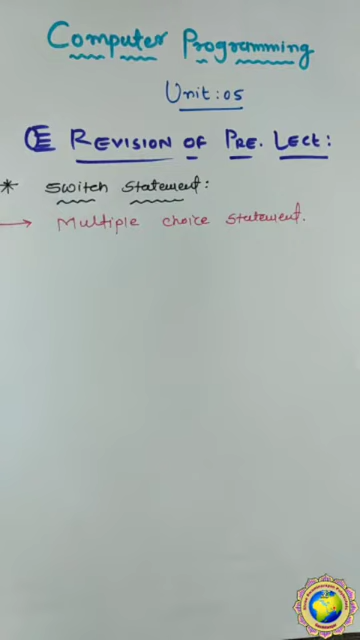 Computer Programming
Unit: 05
REVISION OF PRE. LECT:
* Switch Statement:
→ Multiple choice Statement.